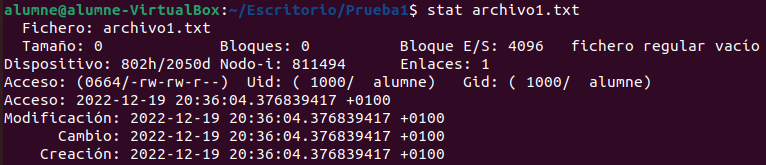 alumne@alumne-VirtualBox:~/Escritorio/Prueba1$ stat archivo1.txt
Fichero: archivo1.txt
Tamaño: 0 Bloques: 0 Bloque E/S: 4096 fichero regular vacío
Dispositivo: 802h/2050d Nodo-i: 811494 Enlaces: 1
Acceso: (0664/-rw-rw-r--) Uid: ( 1000/ alumne) Gid: ( 1000/ alumne)
Acceso: 2022-12-19 20:36:04.376839417 +0100
Modificación: 2022-12-19 20:36:04.376839417 +0100
Cambio: 2022-12-19 20:36:04.376839417 +0100
Creación: 2022-12-19 20:36:04.376839417 +0100